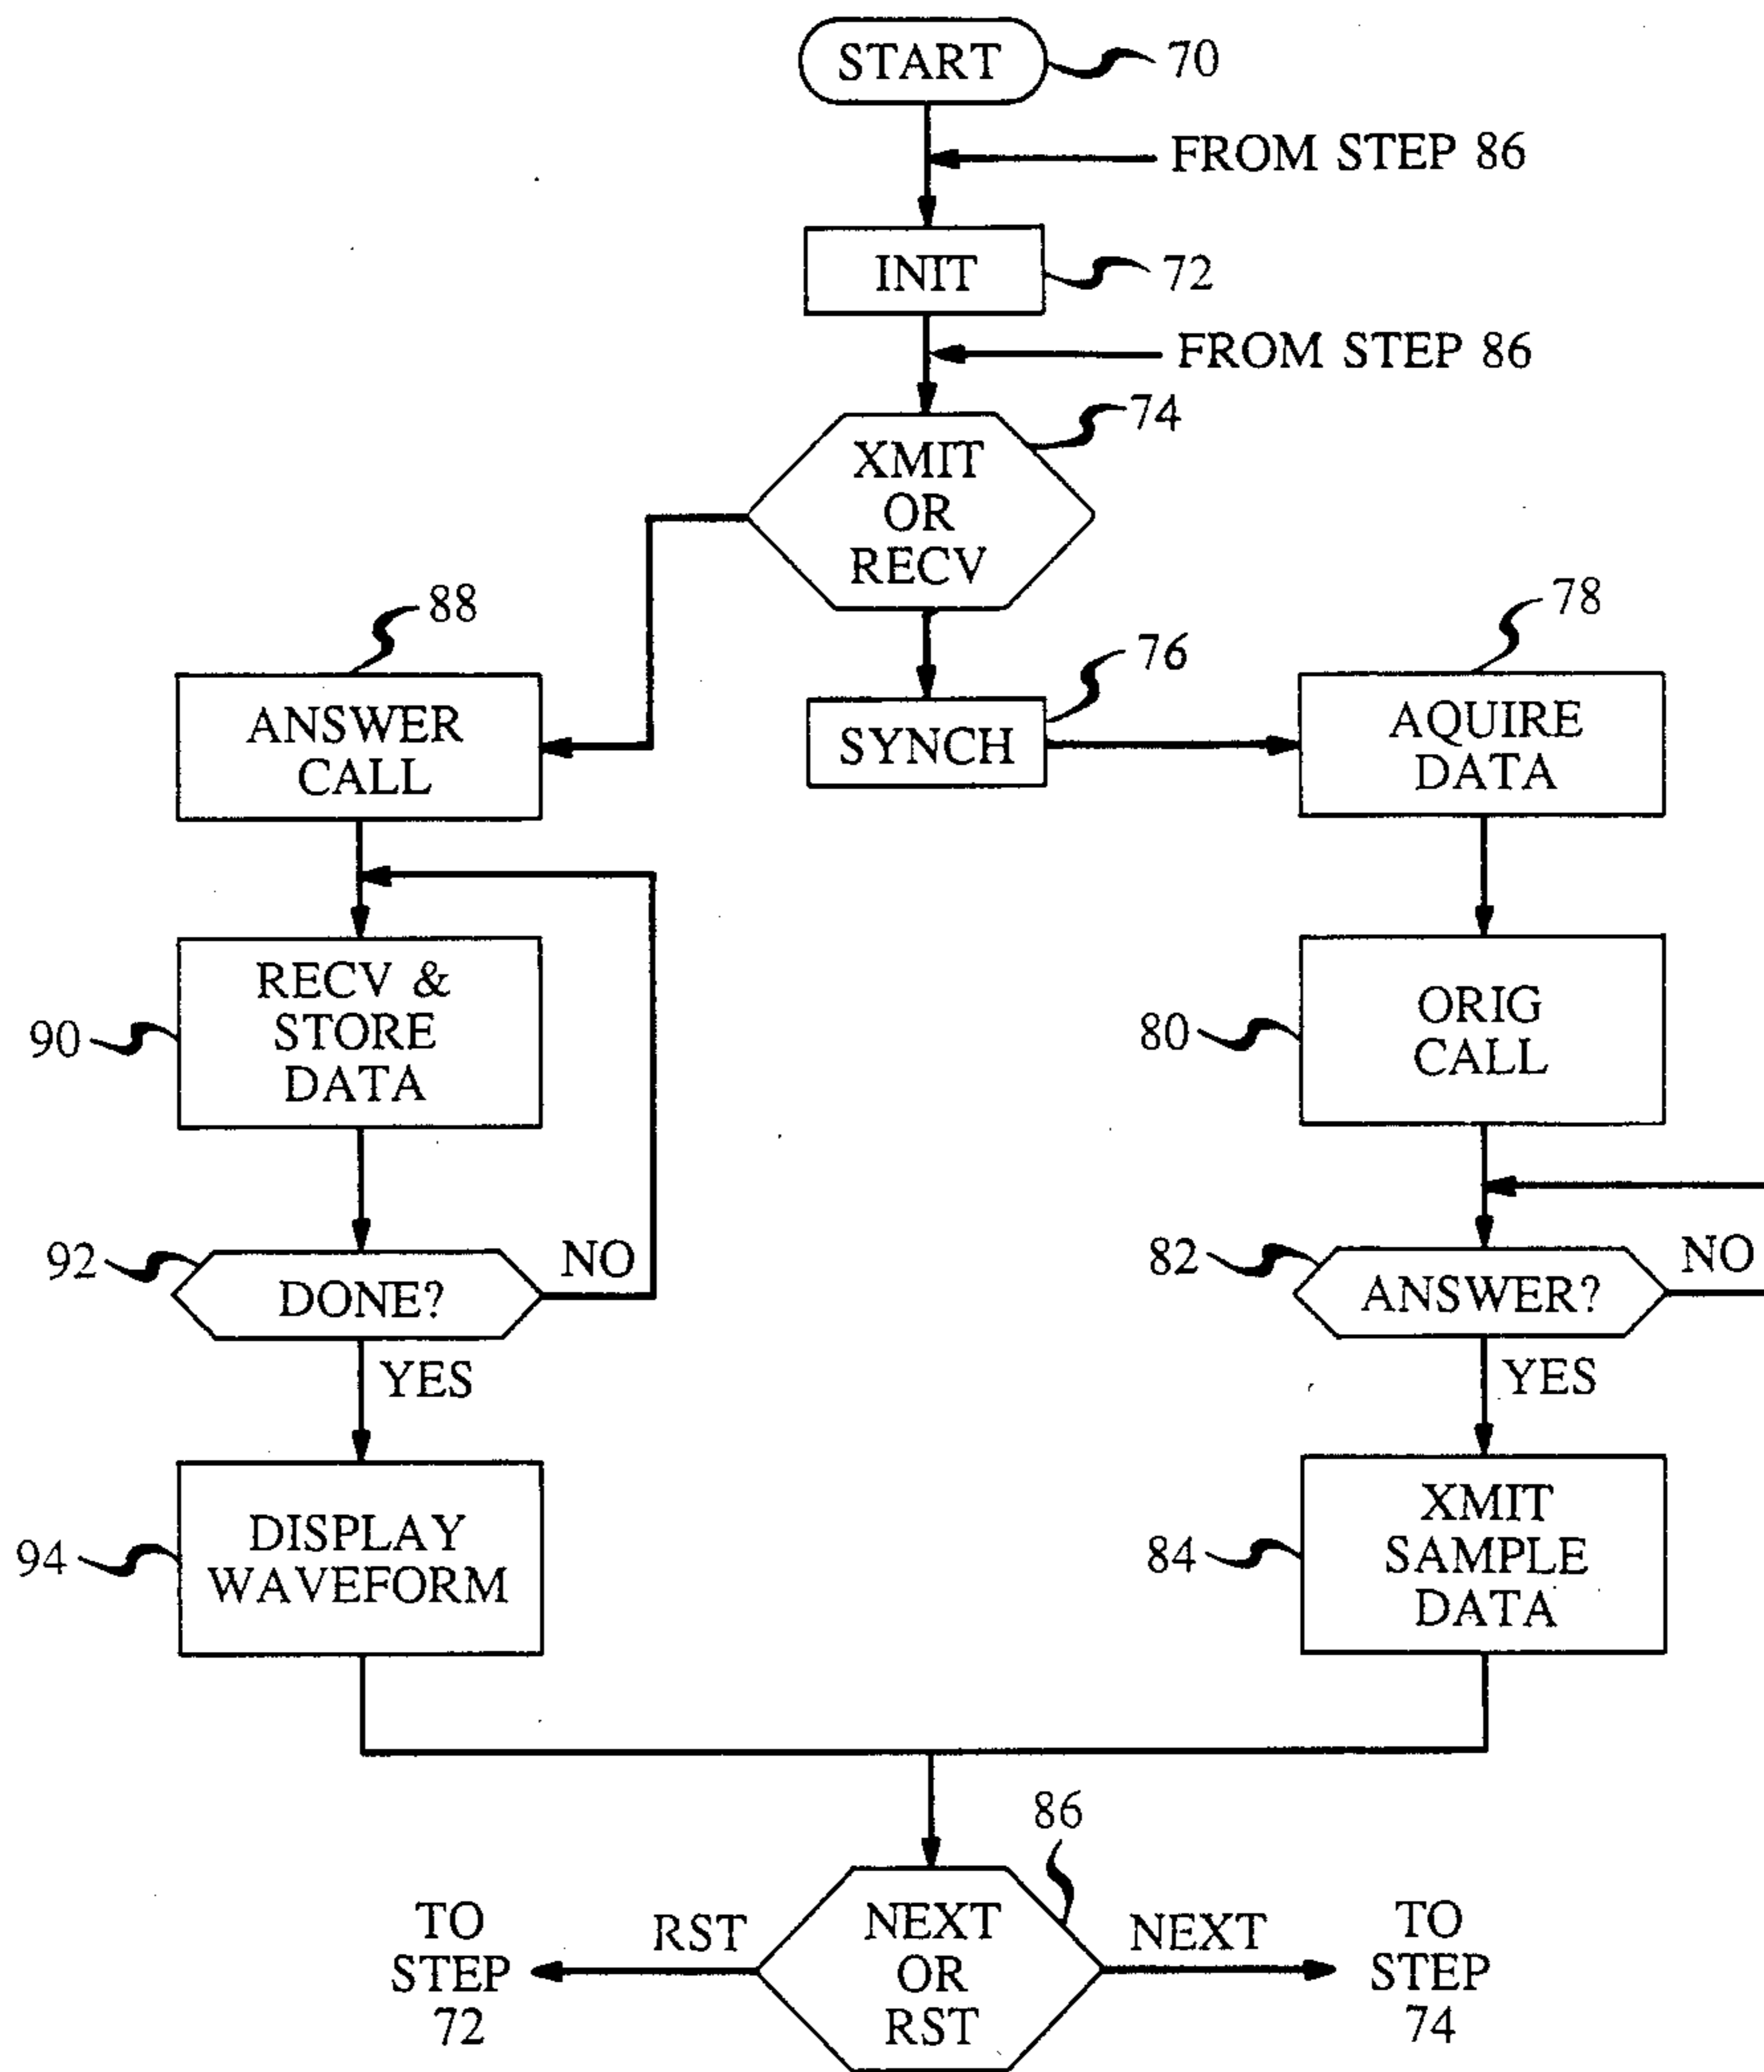 START
70
FROM STEP 86
INIT
72
FROM STEP 86
74
XMIT
OR
RECV
88
ANSWER
CALL
76
SYNCH
78
AQUIRE
DATA
90
RECV &
STORE
DATA
80
ORIG
CALL
92
DONE?
NO
YES
82
ANSWER?
NO
YES
94
DISPLAY
WAVEFORM
84
XMIT
SAMPLE
DATA
86
NEXT
OR
RST
RST
TO
STEP
72
NEXT
TO
STEP
74